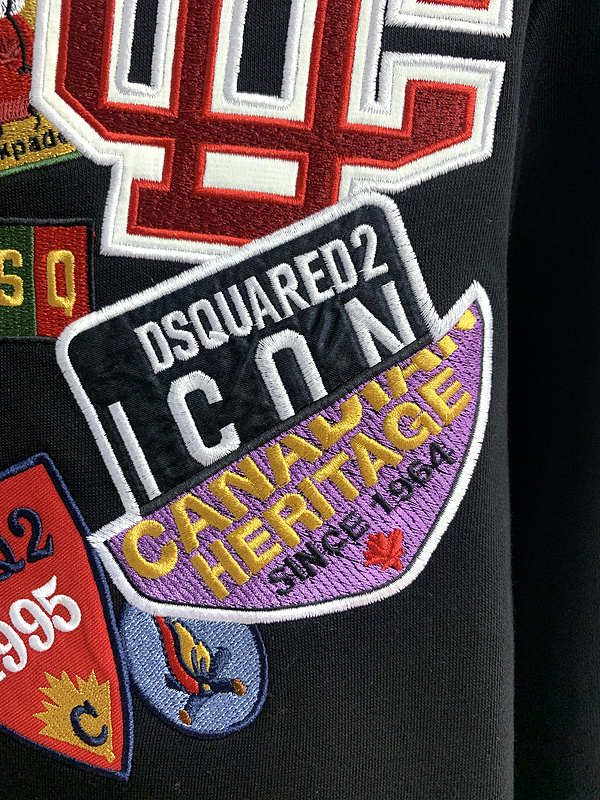 SQ
DSQUARED2
ICON
CANADIAN
HERITAGE
SINCE 1964
1995
C